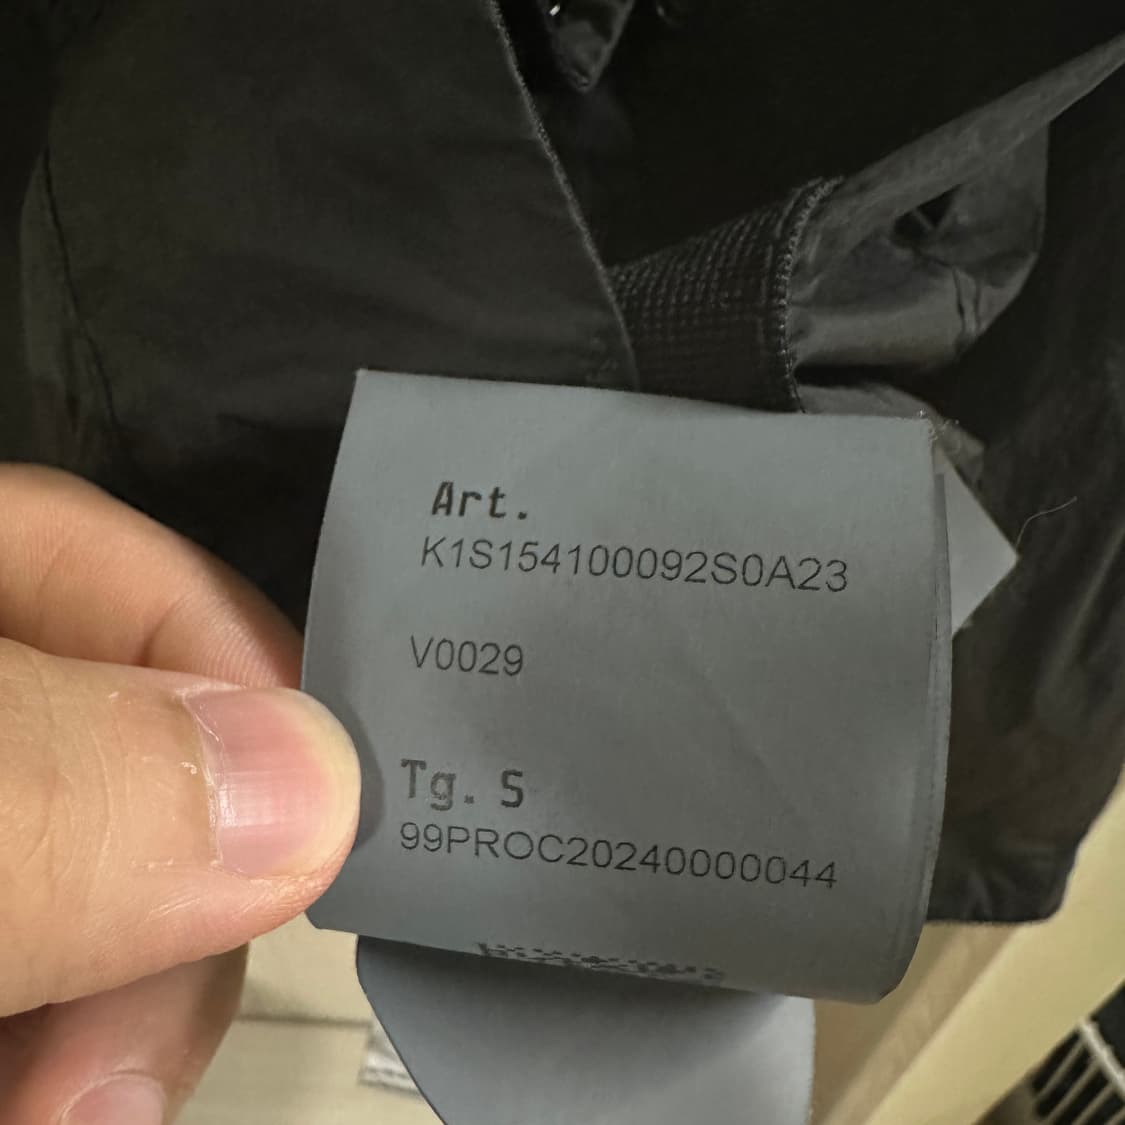 Art.
K1S154100092S0A23
V0029
Tg. S
99PROC20240000044